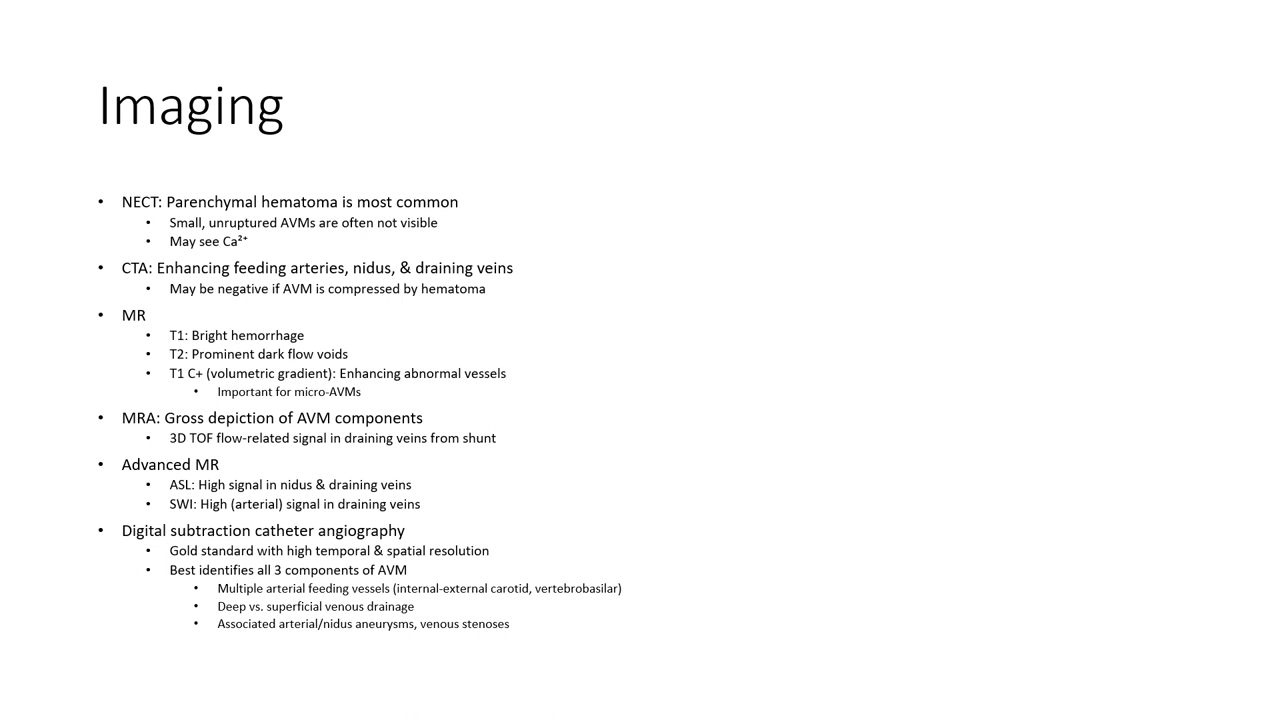 Imaging
• NECT: Parenchymal hematoma is most common
• Small, unruptured AVMs are often not visible
• May see Ca²⁺
• CTA: Enhancing feeding arteries, nidus, & draining veins
• May be negative if AVM is compressed by hematoma
• MR
• T1: Bright hemorrhage
• T2: Prominent dark flow voids
• T1 C+ (volumetric gradient): Enhancing abnormal vessels
• Important for micro-AVMs
• MRA: Gross depiction of AVM components
• 3D TOF flow-related signal in draining veins from shunt
• Advanced MR
• ASL: High signal in nidus & draining veins
• SWI: High (arterial) signal in draining veins
• Digital subtraction catheter angiography
• Gold standard with high temporal & spatial resolution
• Best identifies all 3 components of AVM
• Multiple arterial feeding vessels (internal-external carotid, vertebrobasilar)
• Deep vs. superficial venous drainage
• Associated arterial/nidus aneurysms, venous stenoses